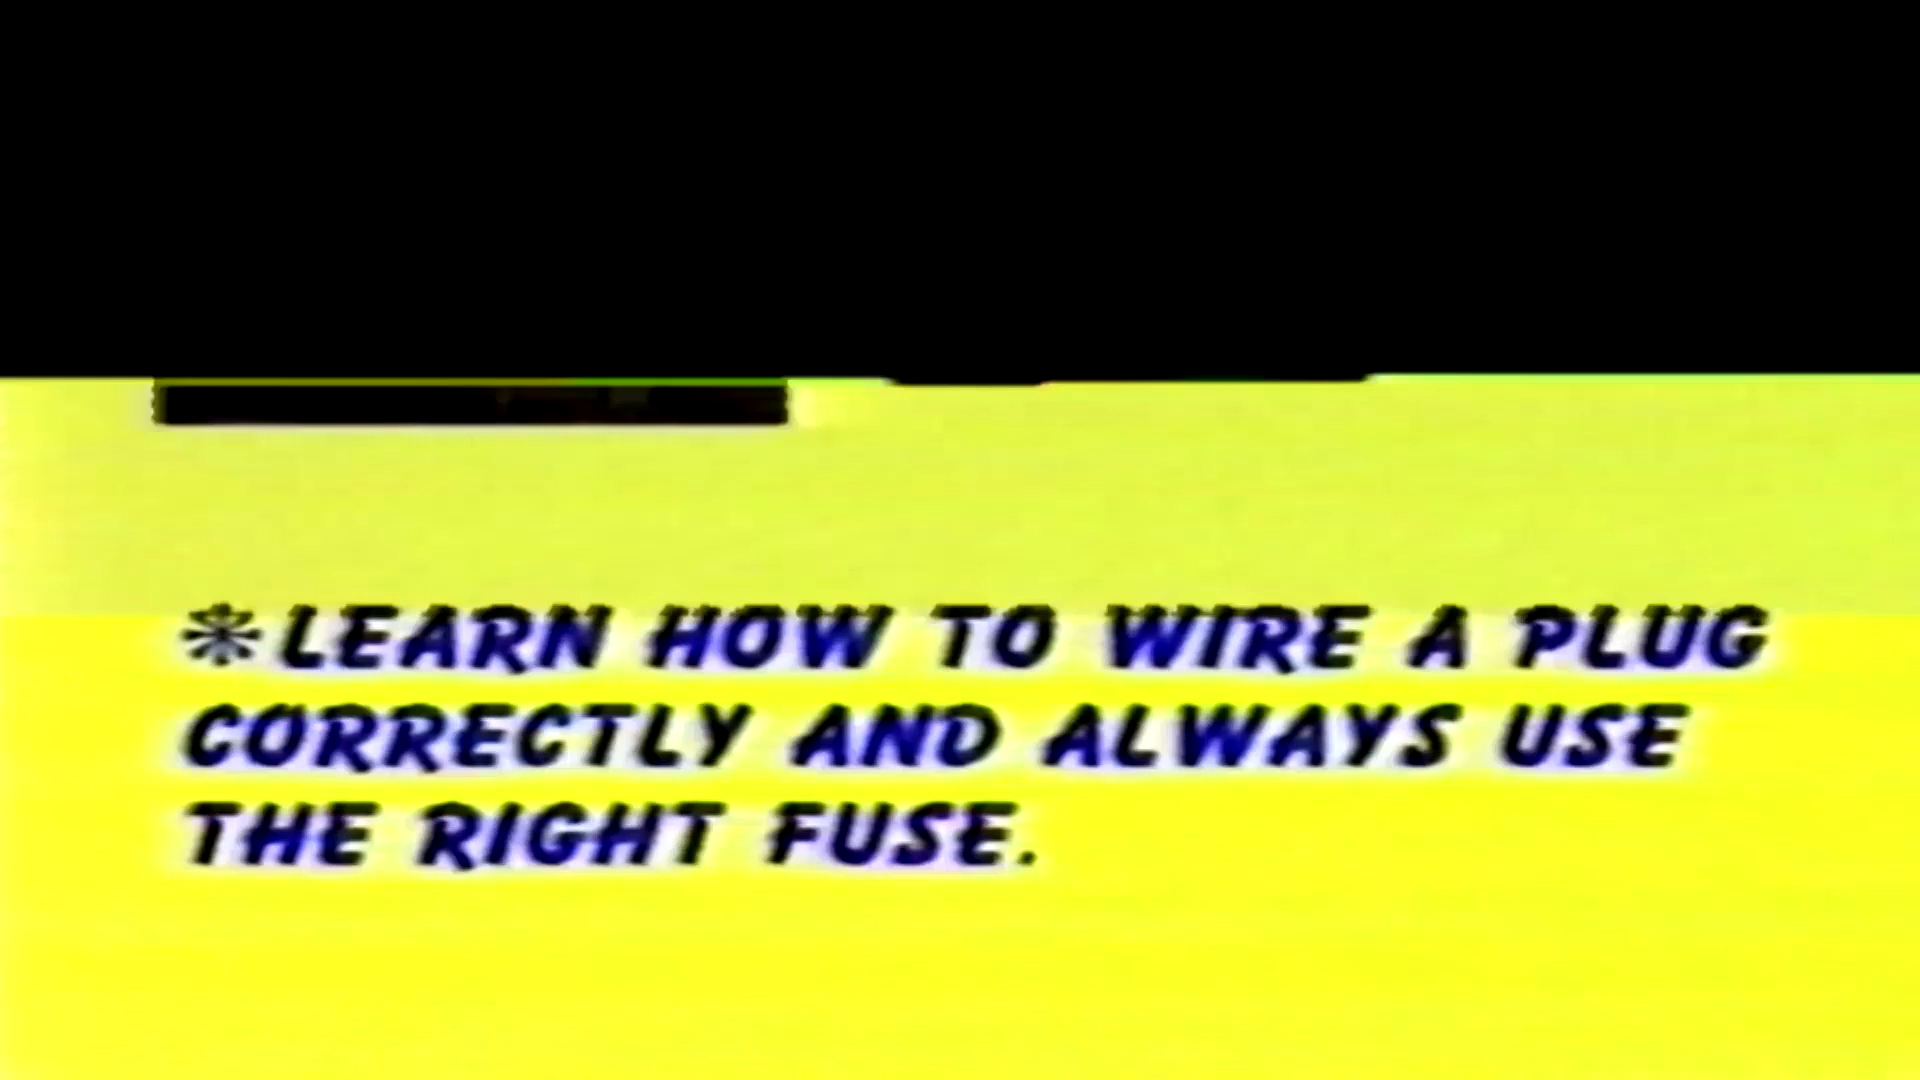 *LEARN HOW TO WIRE A PLUG
CORRECTLY AND ALWAYS USE
THE RIGHT FUSE.